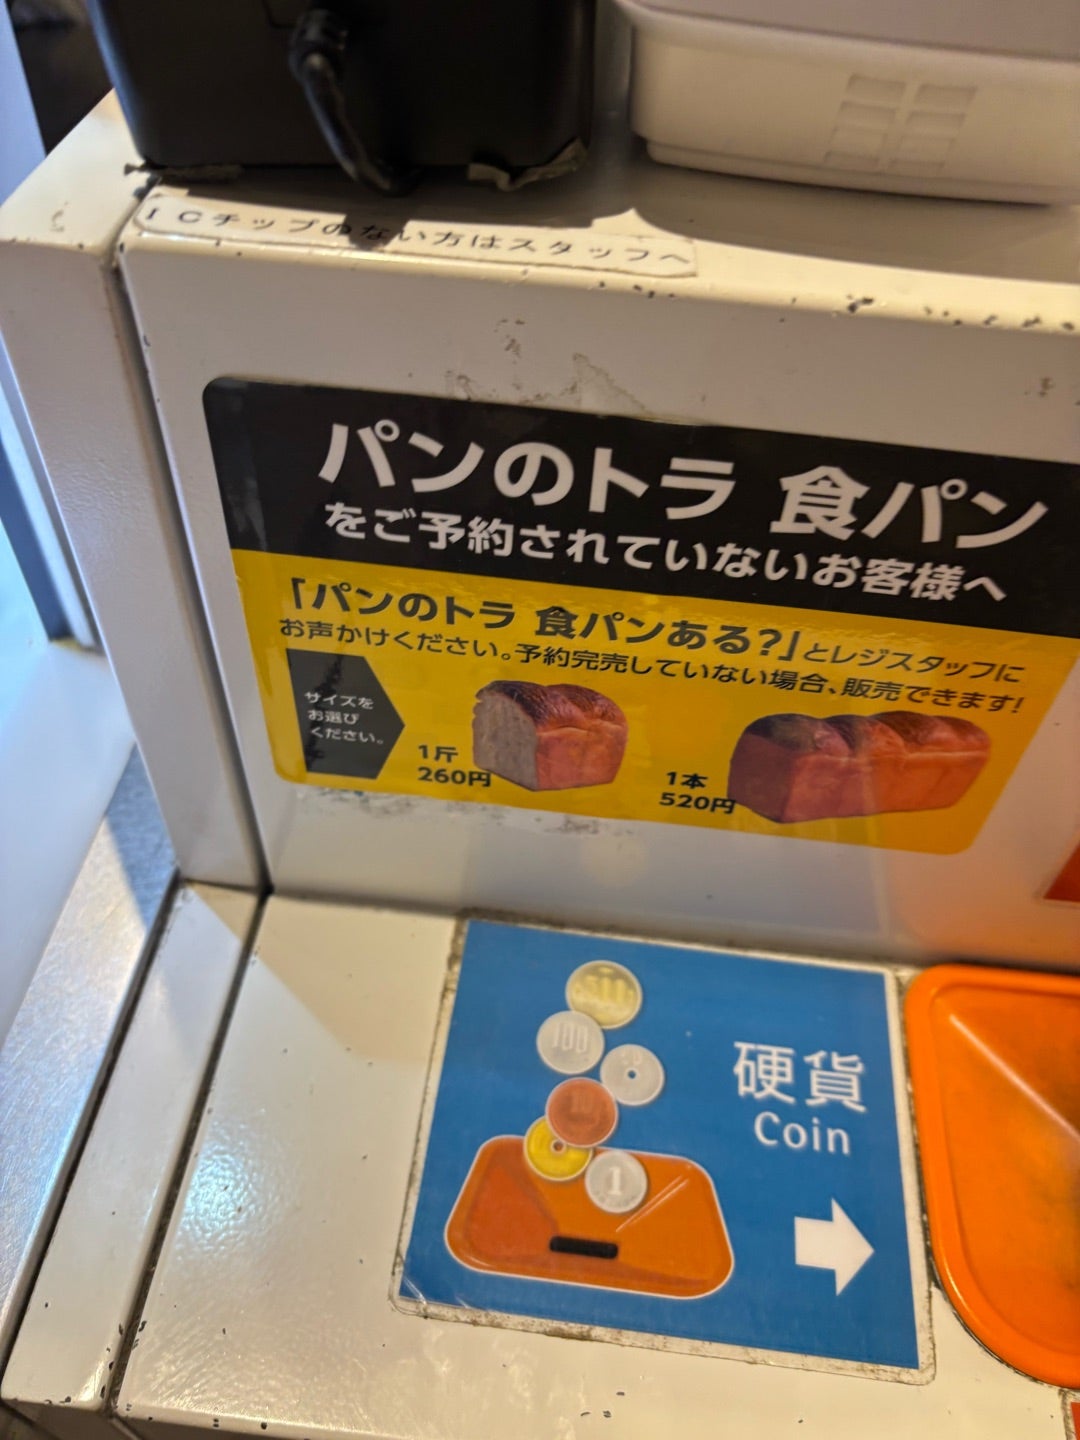 ICチップのない方はスタッフへ
パンのトラ 食パン
をご予約されていないお客様へ
「パンのトラ 食パンある?」とレジスタッフに
お声かけください。予約完売していない場合、販売できます!
サイズを
お選び
ください。
1斤
260円
1本
520円
硬貨
Coin
100
1